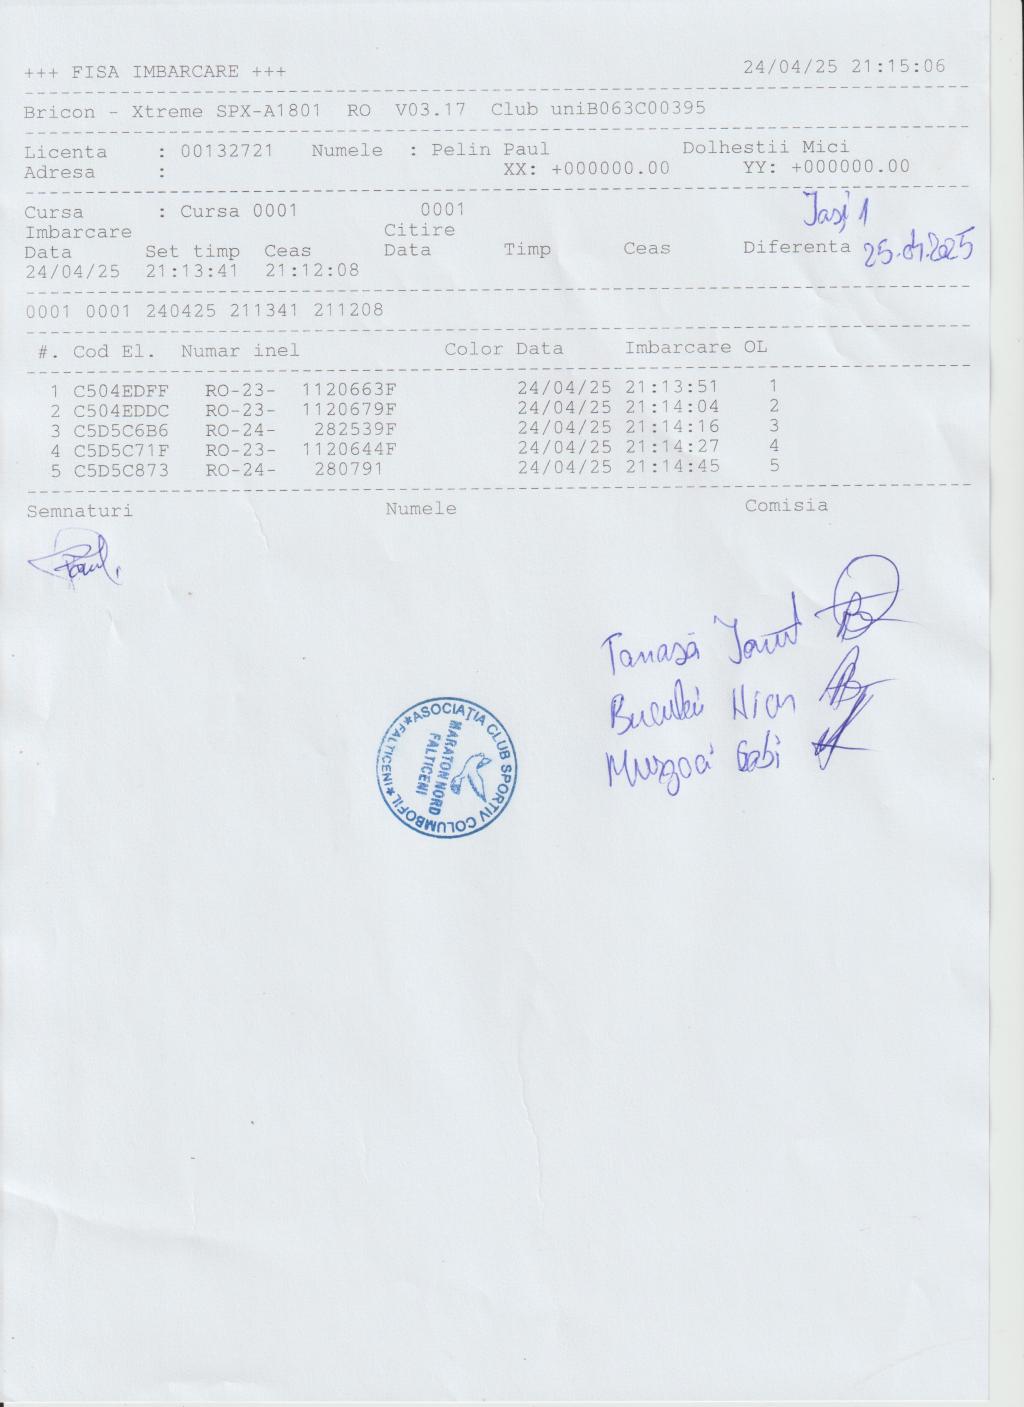 +++ FISA IMBARCARE +++ 24/04/25 21:15:06
Bricon - Xtreme SPX-A1801 RO V03.17 Club uniB063C00395
Licenta : 00132721 Numele : Pelin Paul Dolhestii Mici
Adresa : XX: +000000.00 YY: +000000.00
Cursa : Cursa 0001 0001 Iași 1
Imbarcare Citire
Data Set timp Ceas Data Timp Ceas Diferenta 25.04.2025
24/04/25 21:13:41 21:12:08
0001 0001 240425 211341 211208
#. Cod El. Numar inel Color Data Imbarcare OL
1 C504EDFF RO-23- 1120663F 24/04/25 21:13:51 1
2 C504EDDC RO-23- 1120679F 24/04/25 21:14:04 2
3 C5D5C6B6 RO-24- 282539F 24/04/25 21:14:16 3
4 C5D5C71F RO-23- 1120644F 24/04/25 21:14:27 4
5 C5D5C873 RO-24- 280791 24/04/25 21:14:45 5
Semnaturi Numele Comisia
Tanasă Ionuț
Gabi
*ASOCIAȚIA CLUB SPORTIV COLUMBOFIL*FALTICENI
MARATON NORD
FALTICENI